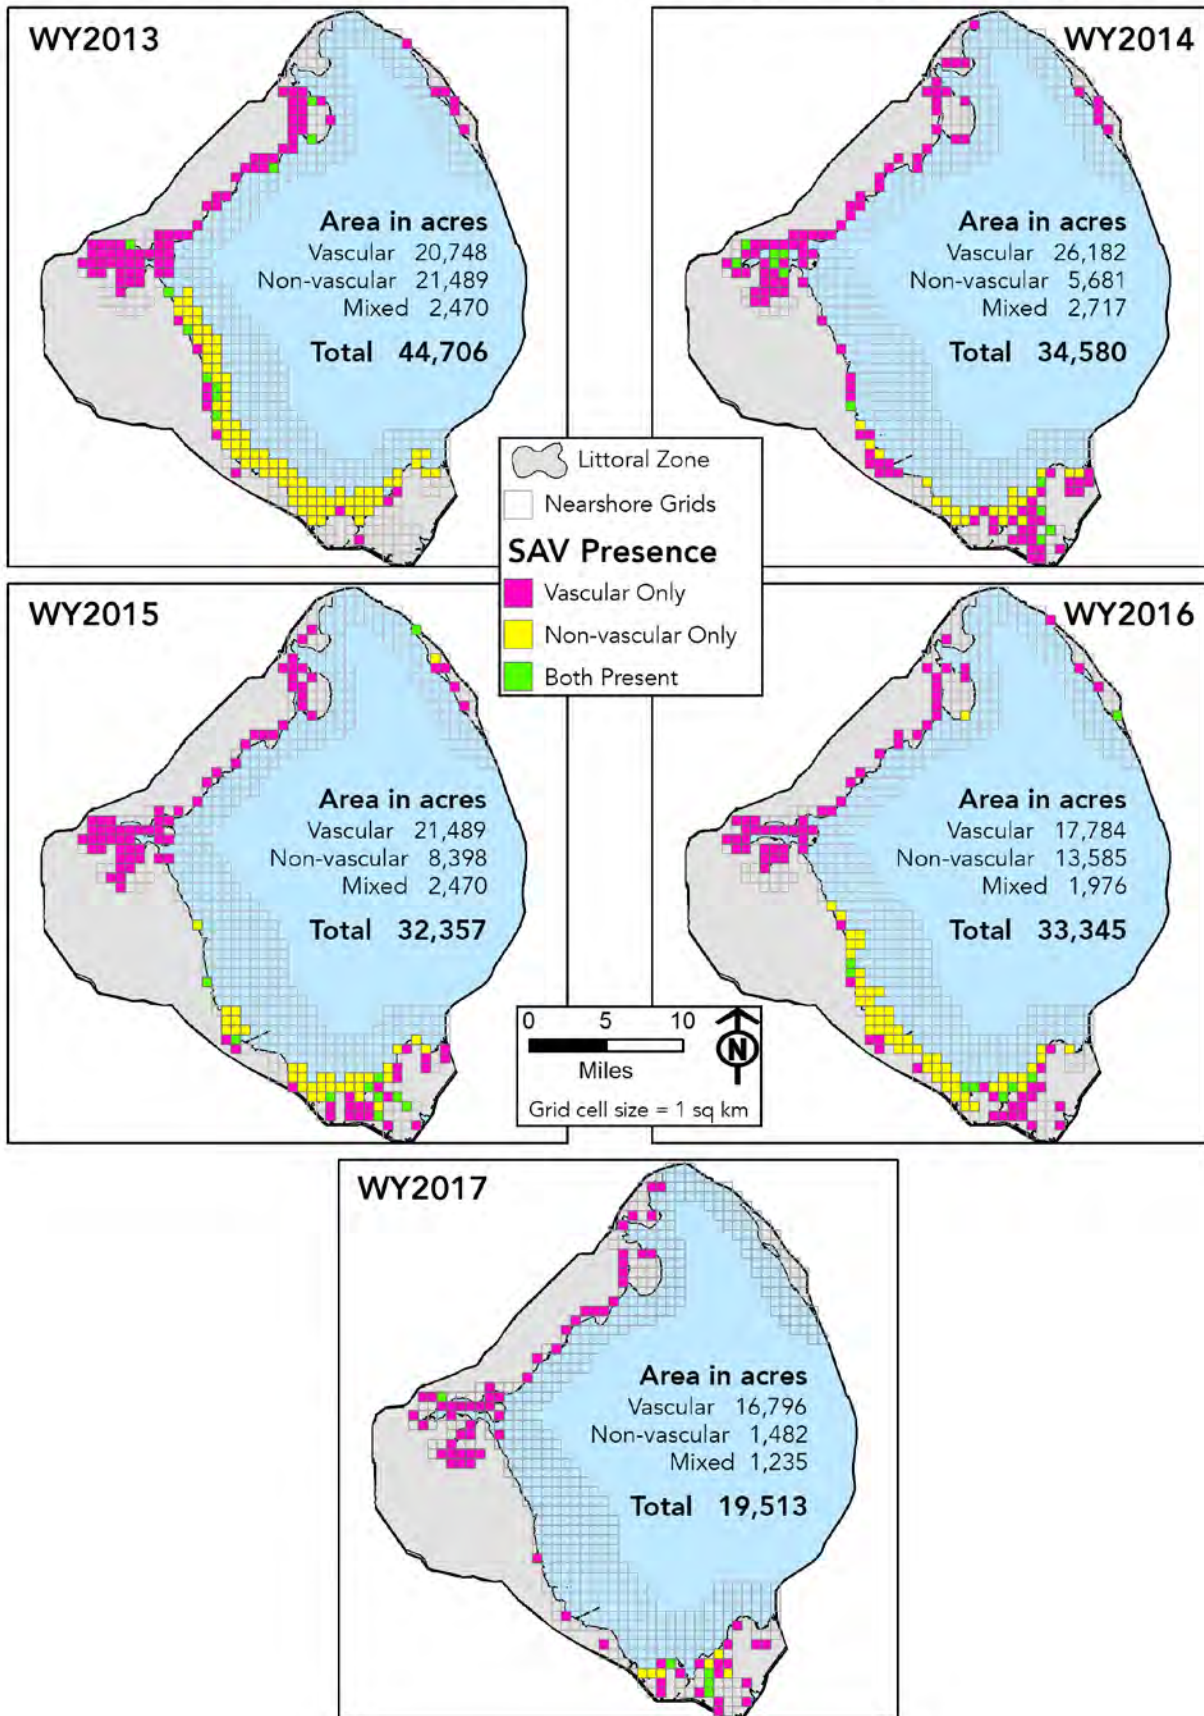 WY2013
Area in acres
Vascular 20,748
Non-vascular 21,489
Mixed 2,470
Total 44,706
WY2014
Area in acres
Vascular 26,182
Non-vascular 5,681
Mixed 2,717
Total 34,580
Littoral Zone
Nearshore Grids
SAV Presence
Vascular Only
Non-vascular Only
Both Present
WY2015
Area in acres
Vascular 21,489
Non-vascular 8,398
Mixed 2,470
Total 32,357
WY2016
Area in acres
Vascular 17,784
Non-vascular 13,585
Mixed 1,976
Total 33,345
0 5 10
Miles
N
Grid cell size = 1 sq km
WY2017
Area in acres
Vascular 16,796
Non-vascular 1,482
Mixed 1,235
Total 19,513